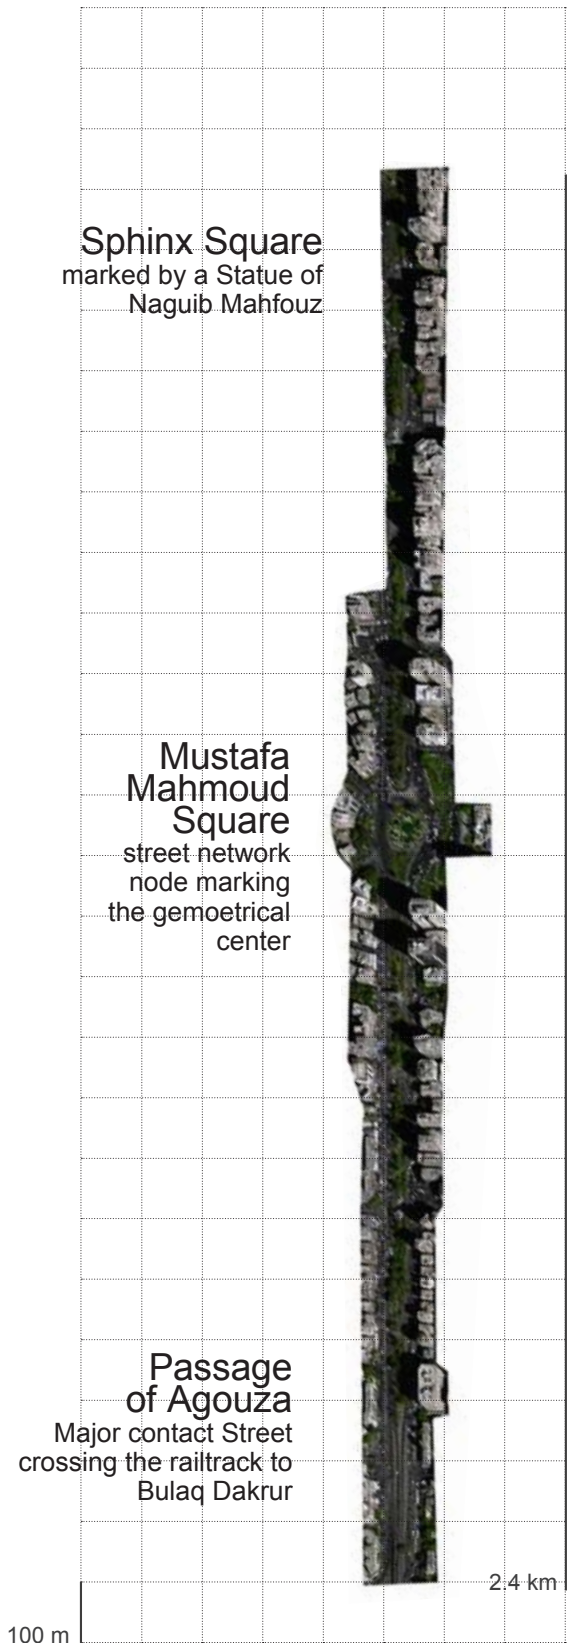 Sphinx Square
marked by a Statue of
Naguib Mahfouz
Mustafa
Mahmoud
Square
street network
node marking
the gemoetrical
center
Passage
of Agouza
Major contact Street
crossing the railtrack to
Bulaq Dakrur
2.4 km
100 m